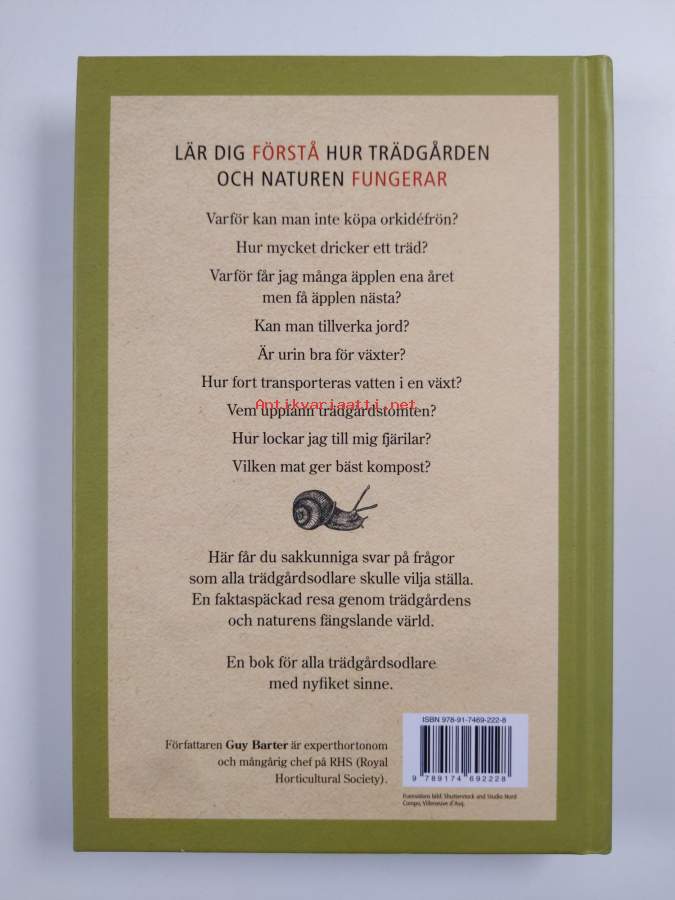 LÄR DIG FÖRSTÅ HUR TRÄDGÅRDEN
OCH NATUREN FUNGERAR
Varför kan man inte köpa orkidéfrön?
Hur mycket dricker ett träd?
Varför får jag många äpplen ena året
men få äpplen nästa?
Kan man tillverka jord?
Är urin bra för växter?
Hur fort transporteras vatten i en växt?
Antikvariaatti.net
Vem uppfann trädgårdstomten?
Hur lockar jag till mig fjärilar?
Vilken mat ger bäst kompost?
Här får du sakkunniga svar på frågor
som alla trädgårdsodlare skulle vilja ställa.
En faktaspäckad resa genom trädgårdens
och naturens fängslande värld.
En bok för alla trädgårdsodlare
med nyfiket sinne.
Författaren Guy Barter är experthortonom
och mångårig chef på RHS (Royal
Horticultural Society).
ISBN 978-91-7469-222-8
9 789174 692228
Framsidans bild: Shutterstock and Studio Nord
Compo, Villeneuve d'Asq.